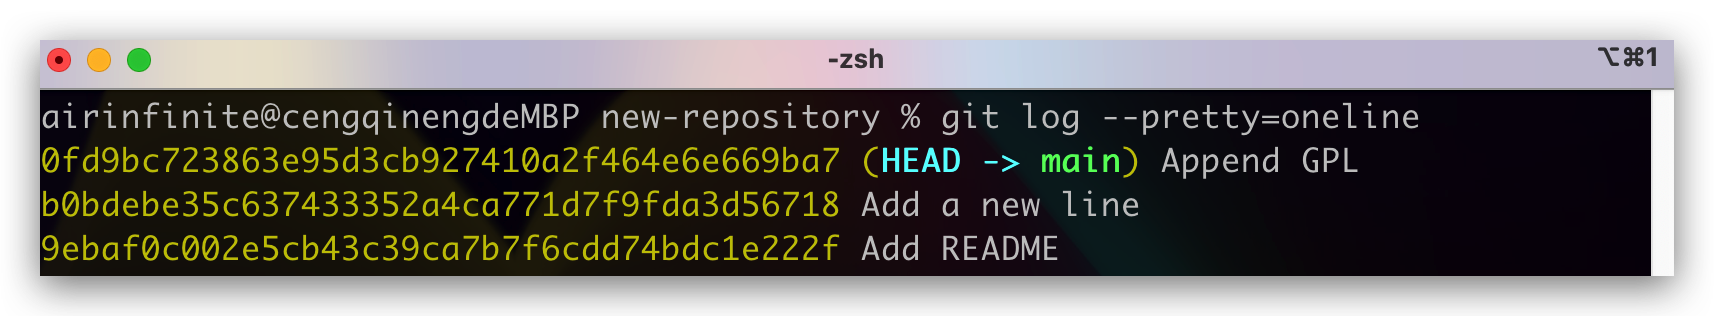 -zsh
⌥⌘1
airinfinite@cengqinengdeMBP new-repository % git log --pretty=oneline
0fd9bc723863e95d3cb927410a2f464e6e669ba7 (HEAD -> main) Append GPL
b0bdebe35c637433352a4ca771d7f9fda3d56718 Add a new line
9ebaf0c002e5cb43c39ca7b7f6cdd74bdc1e222f Add README